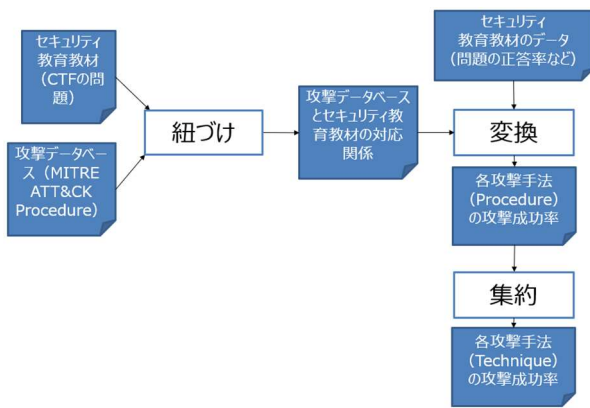 セキュリティ
教育教材
(CTFの問
題)
攻撃データベ
ース（MITRE
ATT&CK
Procedure）
紐づけ
攻撃データベース
とセキュリティ教
育教材の対応
関係
セキュリティ
教育教材のデータ
(問題の正答率など)
変換
各攻撃手法
（Procedure）
の攻撃成功率
集約
各攻撃手法
（Technique）
の攻撃成功率